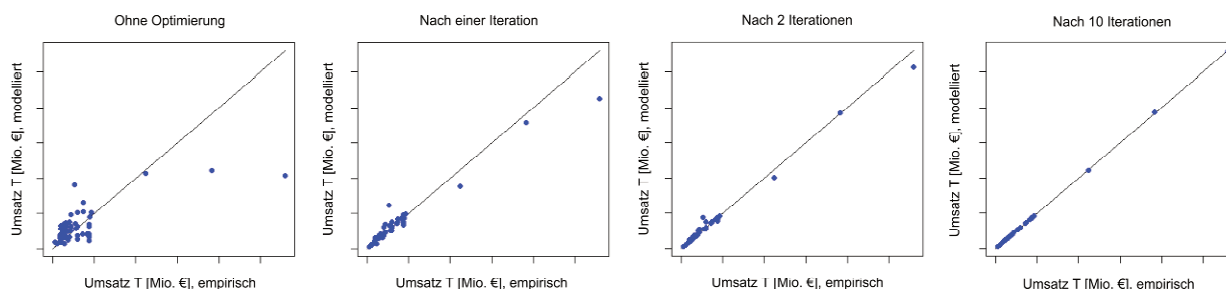 Ohne Optimierung
Umsatz T [Mio. €], modelliert
Umsatz T [Mio. €], empirisch
Nach einer Iteration
Umsatz T [Mio. €], modelliert
Umsatz T [Mio. €], empirisch
Nach 2 Iterationen
Umsatz T [Mio. €], modelliert
Umsatz T [Mio. €], empirisch
Nach 10 Iterationen
Umsatz T [Mio. €], modelliert
Umsatz T [Mio. €], empirisch